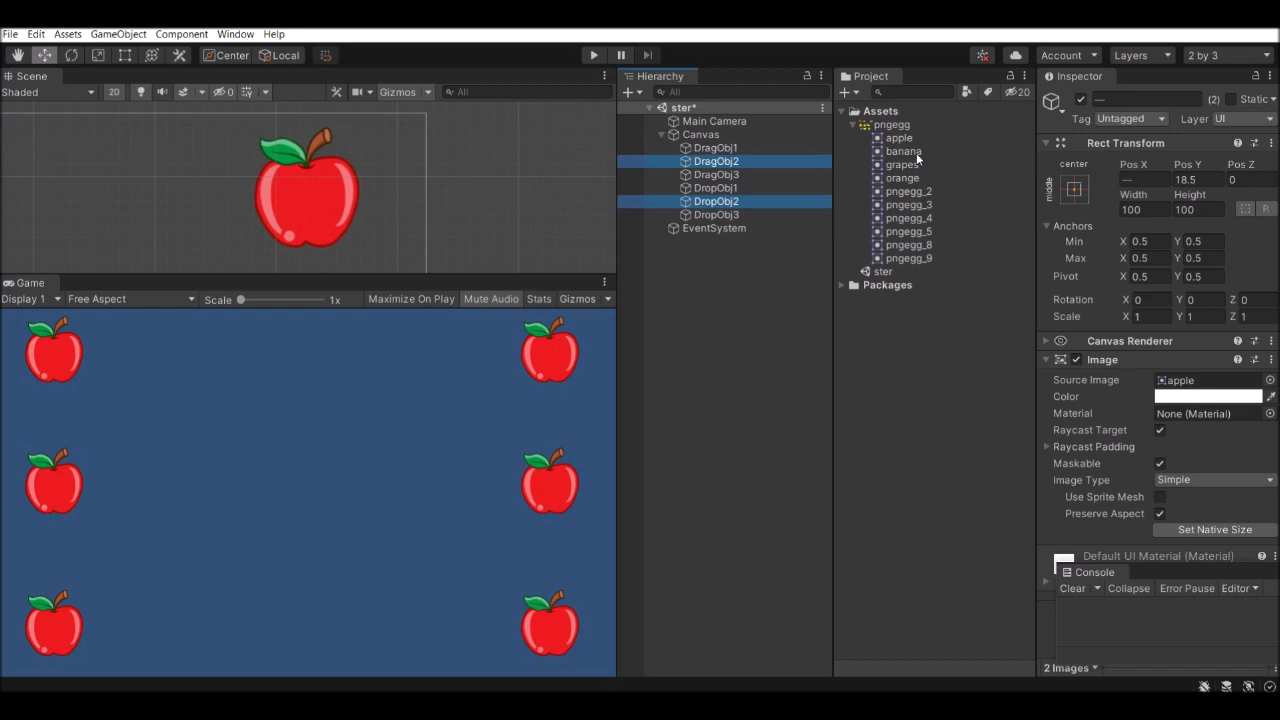 File Edit Assets GameObject Component Window Help
Center Local Account Layers 2 by 3
Scene
Shaded 2D 0 Gizmos All
Game
Display 1 Free Aspect Scale 1x Maximize On Play Mute Audio Stats Gizmos
Hierarchy
All
ster*
Main Camera
Canvas
DragObj1
DragObj2
DragObj3
DropObj1
DropObj2
DropObj3
EventSystem
Project
20
Assets
pngegg
apple
banana
grapes
orange
pngegg_2
pngegg_3
pngegg_4
pngegg_5
pngegg_8
pngegg_9
ster
Packages
Inspector
— (2) Static
Tag Untagged Layer UI
Rect Transform
center Pos X Pos Y Pos Z
middle — 18.5 0
Width Height
100 100 R
Anchors
Min X 0.5 Y 0.5
Max X 0.5 Y 0.5
Pivot X 0.5 Y 0.5
Rotation X 0 Y 0 Z 0
Scale X 1 Y 1 Z 1
Canvas Renderer
Image
Source Image apple
Color
Material None (Material)
Raycast Target
Raycast Padding
Maskable
Image Type Simple
Use Sprite Mesh
Preserve Aspect
Set Native Size
Default UI Material (Material)
Console
Clear Collapse Error Pause Editor
2 Images